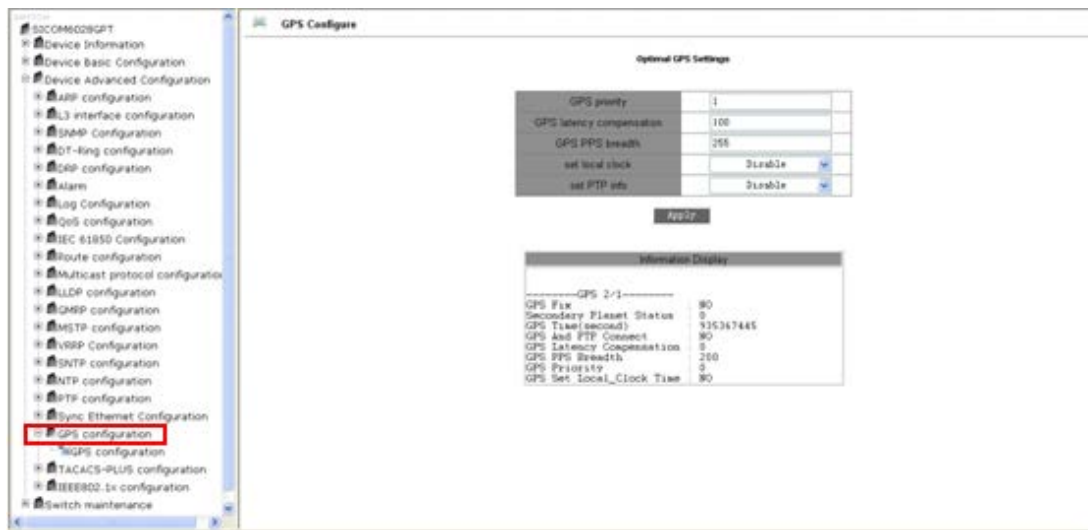 SICOM6028GPT
Device Information
Device Basic Configuration
Device Advanced Configuration
ARP configuration
L3 interface configuration
SNMP Configuration
DT-Ring configuration
DRP configuration
Alarm
Log Configuration
QoS configuration
IEC 61850 Configuration
Route configuration
Multicast protocol configuratio
LLDP configuration
GMRP configuration
MSTP configuration
VRRP Configuration
SNTP configuration
NTP configuration
PTP configuration
Sync Ethernet Configuration
GPS configuration
GPS configuration
TACACS-PLUS configuration
IEEE802.1x configuration
Switch maintenance
GPS Configure
Optimal GPS Settings
GPS priority 1
GPS latency compensation 100
GPS PPS breadth 255
set local clock Disable
set PTP info Disable
Apply
Information Display
--------GPS 2/1--------
GPS Fix : NO
Secondary Planet Status : 0
GPS Time(second) : 935367445
GPS And PTP Connect : NO
GPS Latency Compensation : 0
GPS PPS Breadth : 200
GPS Priority : 0
GPS Set Local_Clock Time : NO